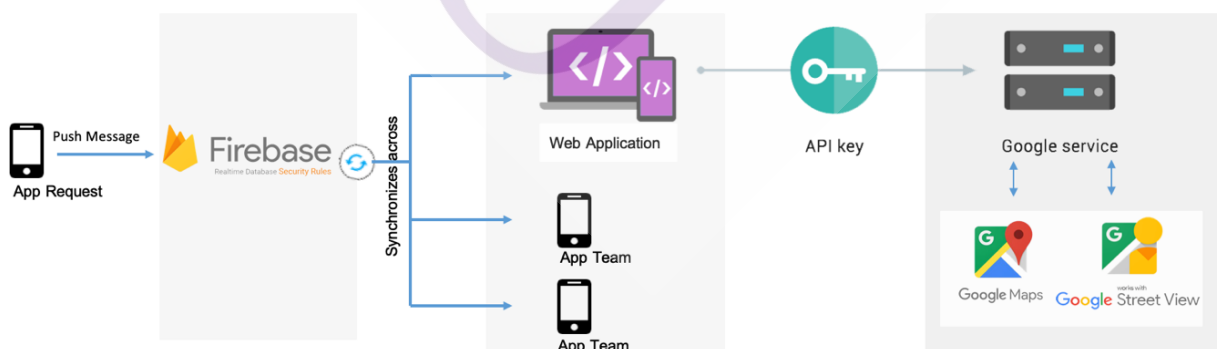 Push Message
App Request
Firebase
Realtime Database Security Rules
Synchronizes across
</>
</>
Web Application
App Team
App Team
API key
Google service
G
Google Maps
G
works with
Google Street View